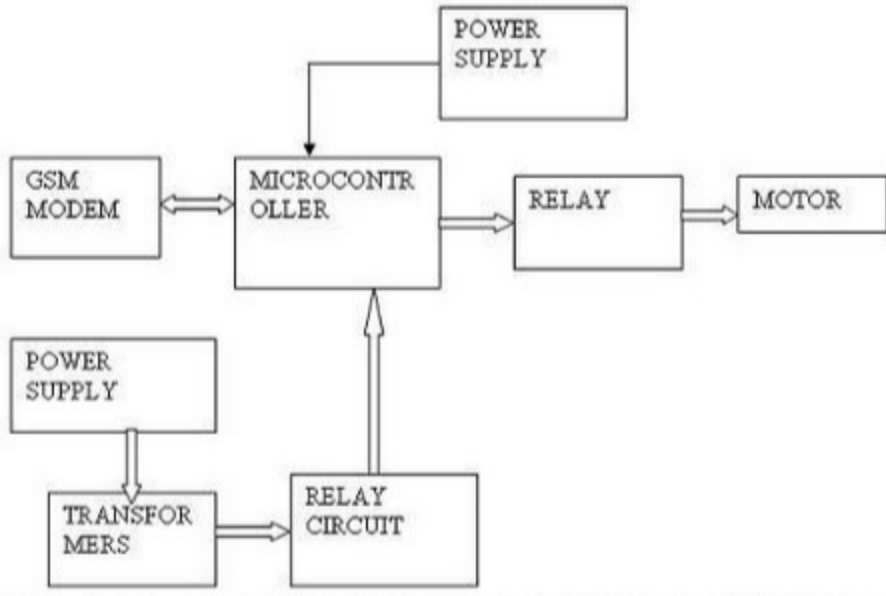 POWER
SUPPLY
GSM
MODEM
MICROCONTR
OLLER
RELAY
MOTOR
POWER
SUPPLY
TRANSFOR
MERS
RELAY
CIRCUIT